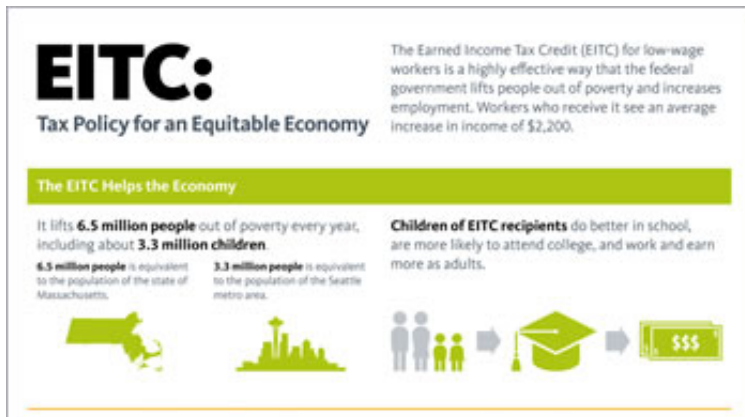 EITC:
Tax Policy for an Equitable Economy
The Earned Income Tax Credit (EITC) for low-wage
workers is a highly effective way that the federal
government lifts people out of poverty and increases
employment. Workers who receive it see an average
increase in income of $2,200.
The EITC Helps the Economy
It lifts 6.5 million people out of poverty every year,
including about 3.3 million children.
6.5 million people is equivalent
to the population of the state of
Massachusetts.
3.3 million people is equivalent
to the population of the Seattle
metro area.
Children of EITC recipients do better in school,
are more likely to attend college, and work and earn
more as adults.
$$$